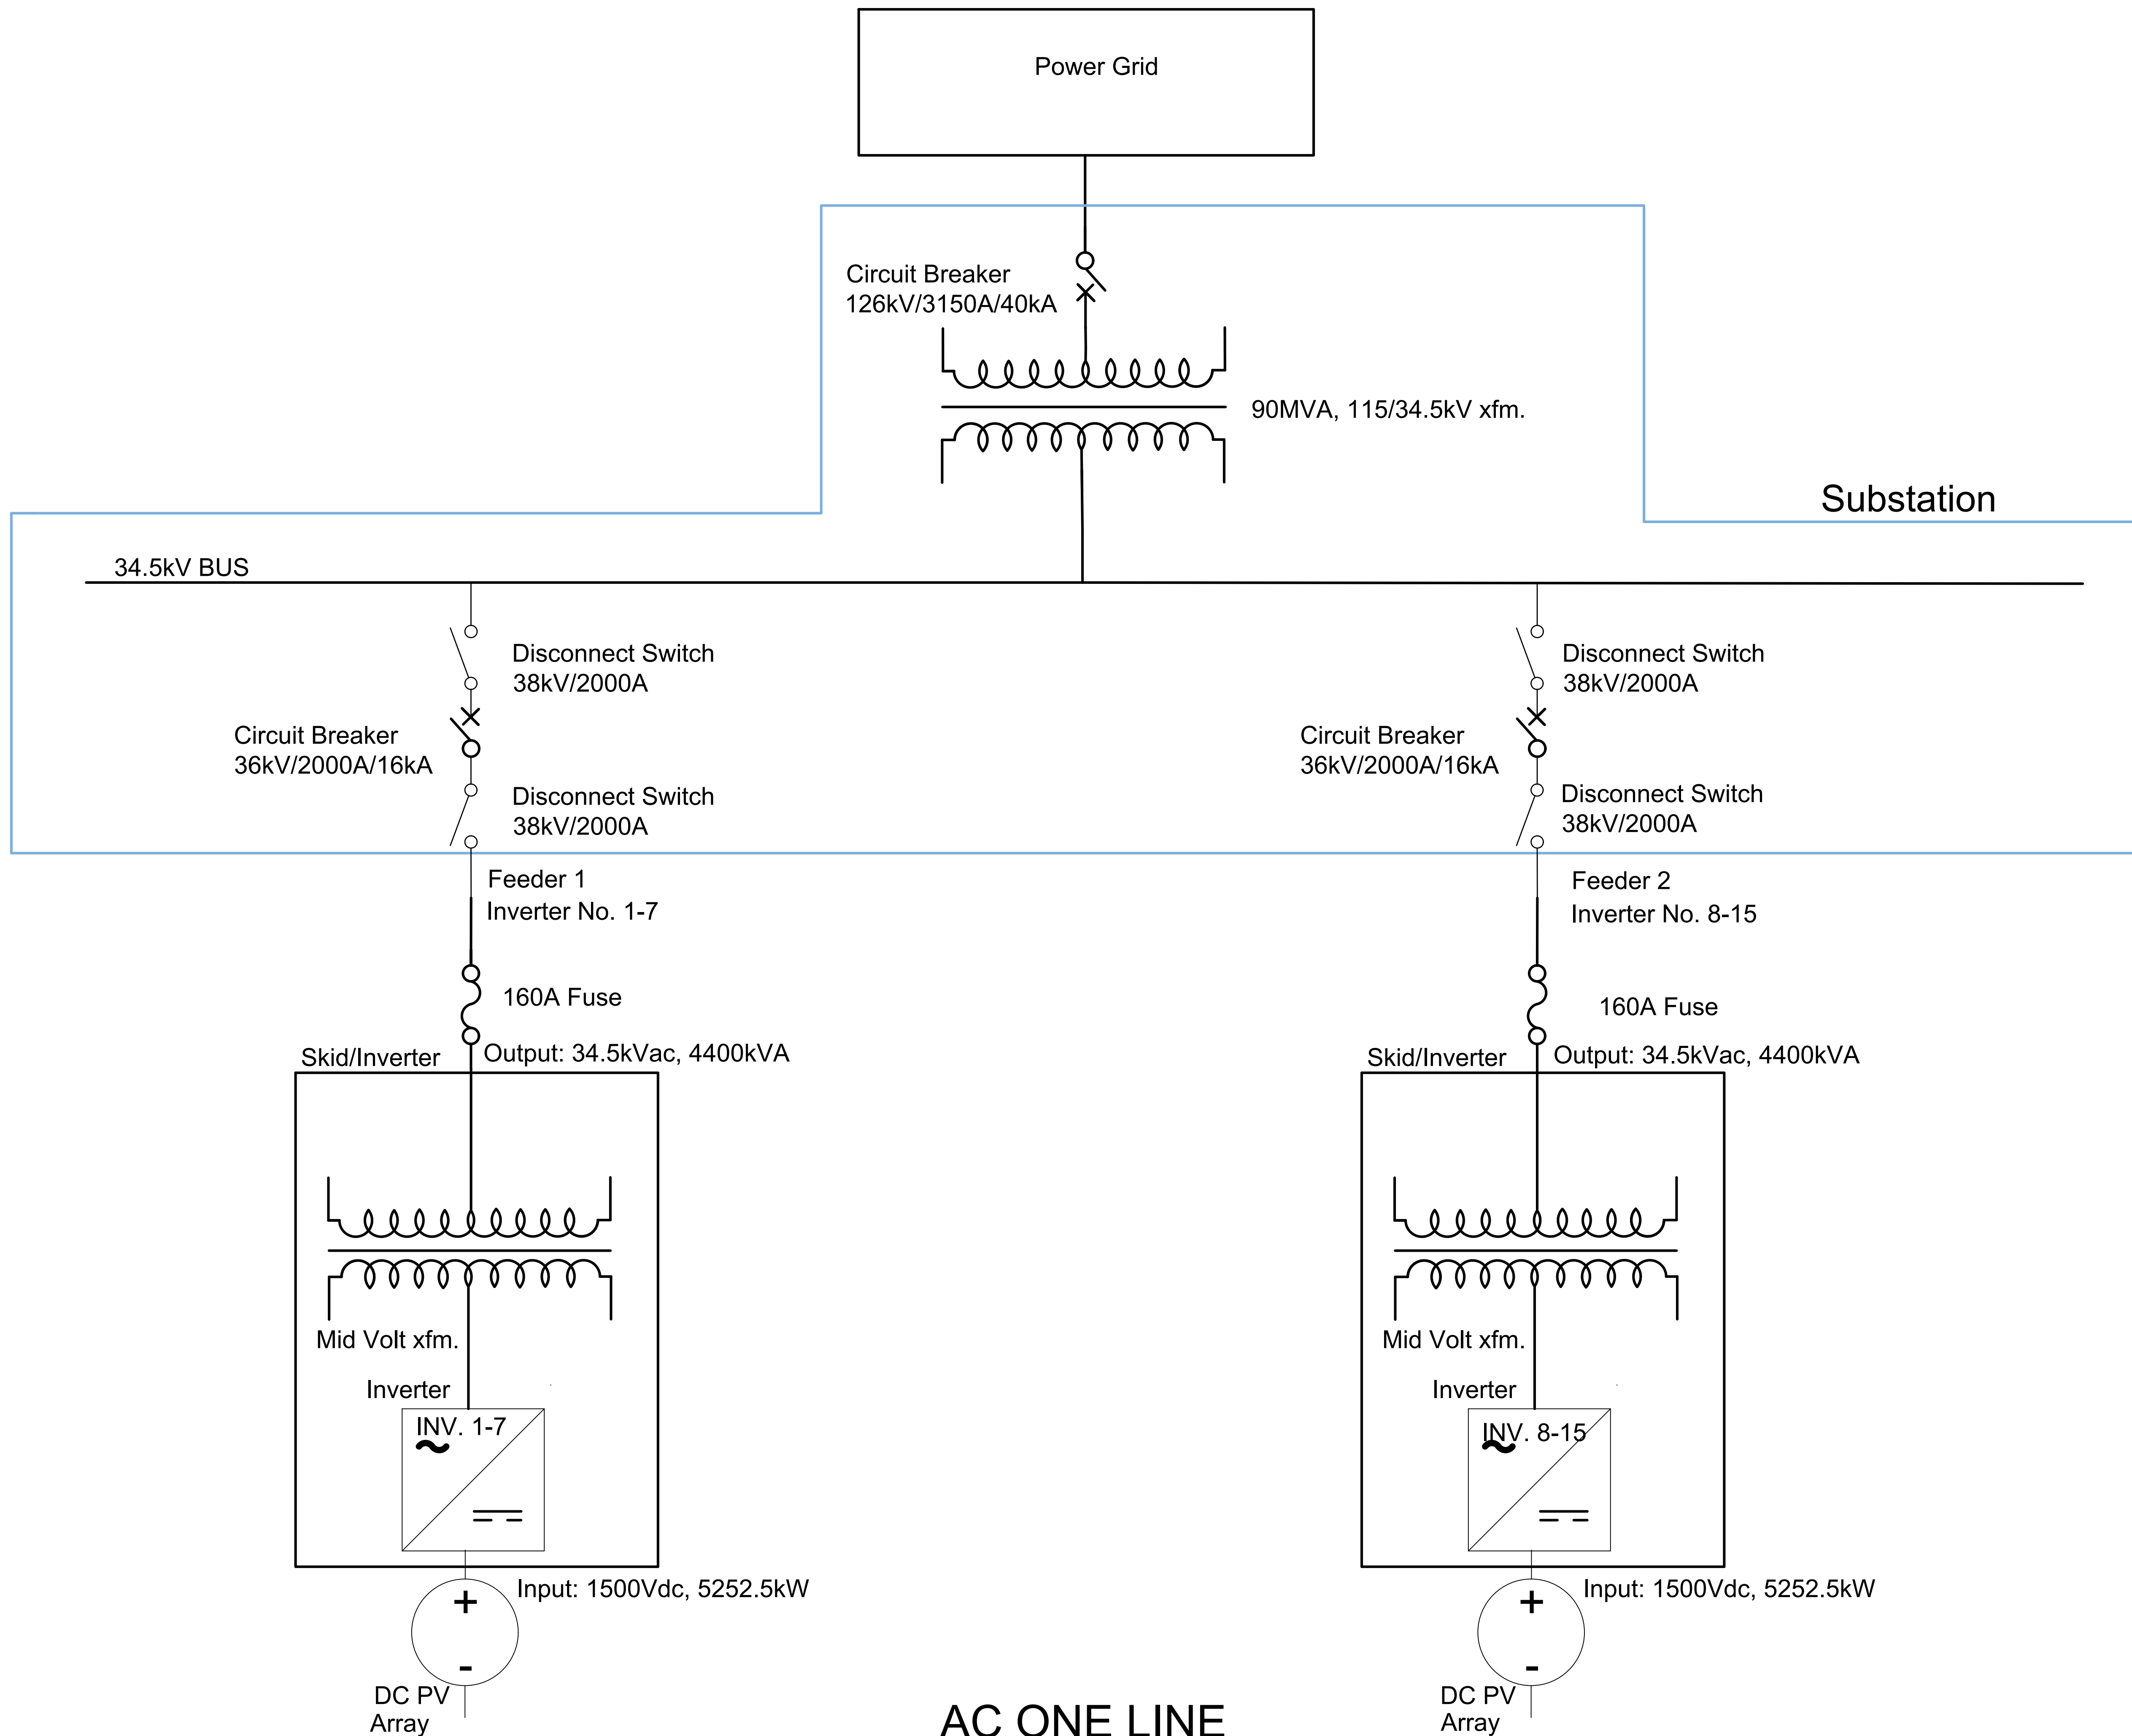 Power Grid
Circuit Breaker
126kV/3150A/40kA
90MVA, 115/34.5kV xfm.
Substation
34.5kV BUS
Disconnect Switch
38kV/2000A
Circuit Breaker
36kV/2000A/16kA
Disconnect Switch
38kV/2000A
Disconnect Switch
38kV/2000A
Circuit Breaker
36kV/2000A/16kA
Disconnect Switch
38kV/2000A
Feeder 1
Inverter No. 1-7
160A Fuse
Skid/Inverter
Output: 34.5kVac, 4400kVA
Mid Volt xfm.
Inverter
INV. 1-7
Input: 1500Vdc, 5252.5kW
+
-
DC PV
Array
Feeder 2
Inverter No. 8-15
160A Fuse
Skid/Inverter
Output: 34.5kVac, 4400kVA
Mid Volt xfm.
Inverter
INV. 8-15
Input: 1500Vdc, 5252.5kW
+
-
DC PV
Array
AC ONE LINE